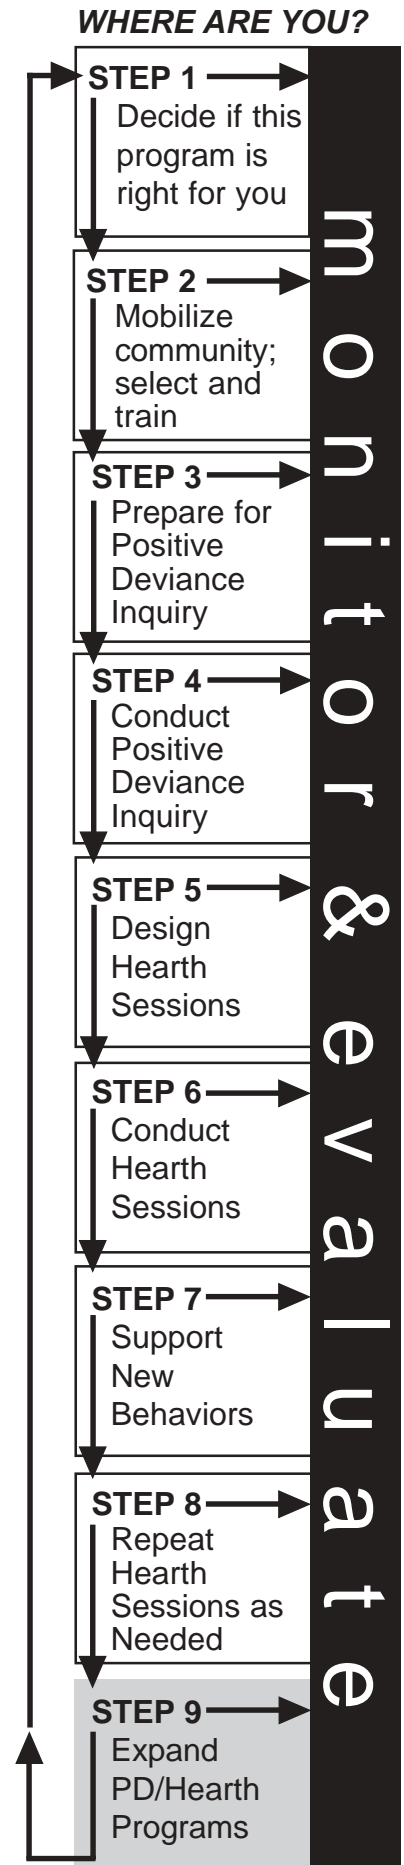 WHERE ARE YOU?
STEP 1
Decide if this
program is
right for you
STEP 2
Mobilize
community;
select and
train
STEP 3
Prepare for
Positive
Deviance
Inquiry
STEP 4
Conduct
Positive
Deviance
Inquiry
STEP 5
Design
Hearth
Sessions
STEP 6
Conduct
Hearth
Sessions
STEP 7
Support
New
Behaviors
STEP 8
Repeat
Hearth
Sessions as
Needed
STEP 9
Expand
PD/Hearth
Programs
monitor & evaluate